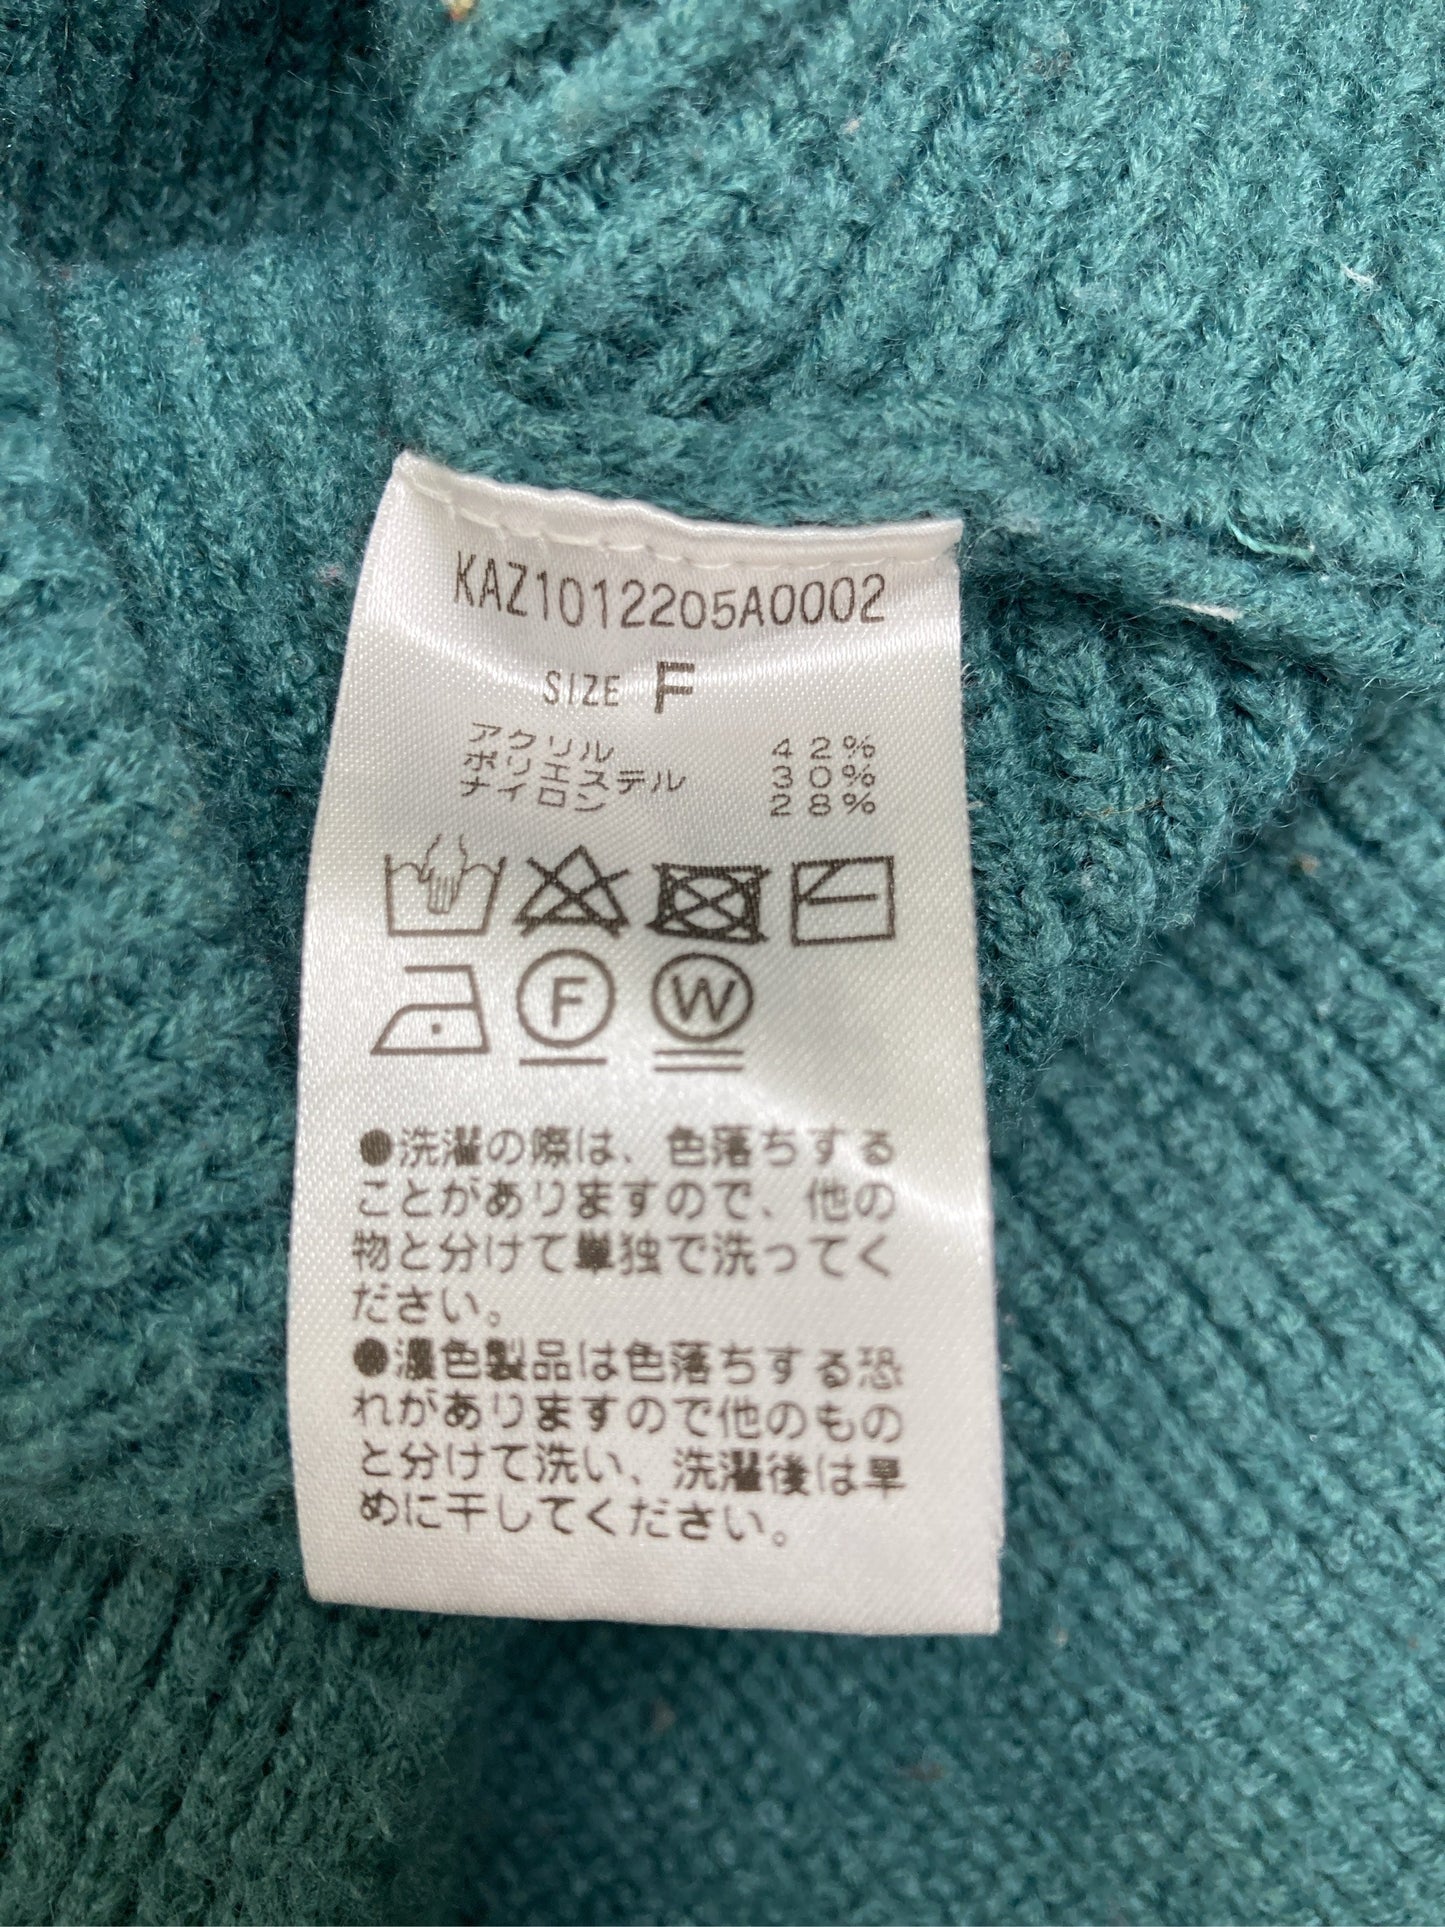 KAZ1012205A0002
SIZE F
アクリル 42%
ポリエステル 30%
ナイロン 28%
F W
●洗濯の際は、色落ちする
ことがありますので、他の
物と分けて単独で洗ってく
ださい。
●濃色製品は色落ちする恐
れがありますので他のもの
と分けて洗い、洗濯後は早
めに干してください。